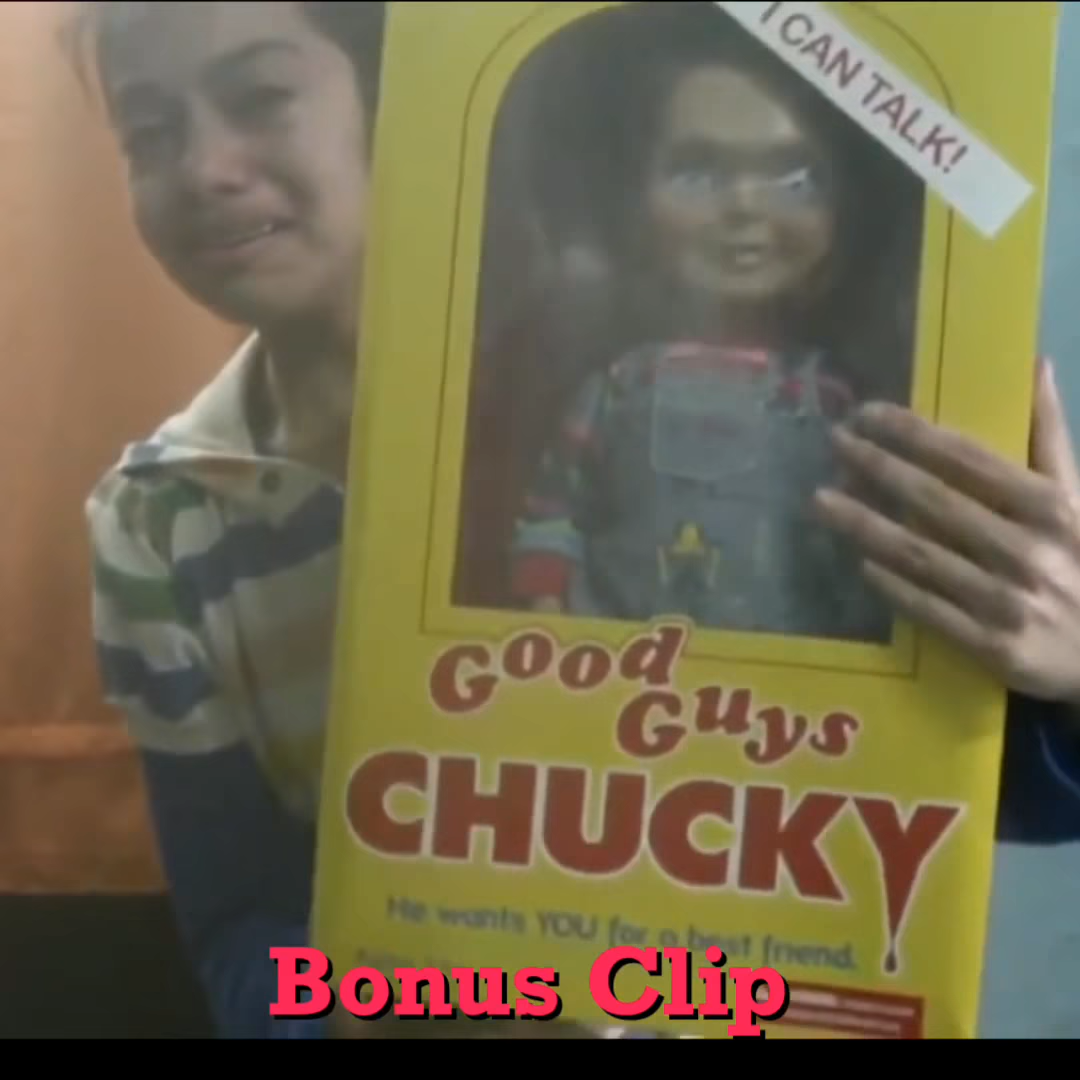 I CAN TALK!
Good
Guys
CHUCKY
He wants YOU for a best friend.
Bonus Clip